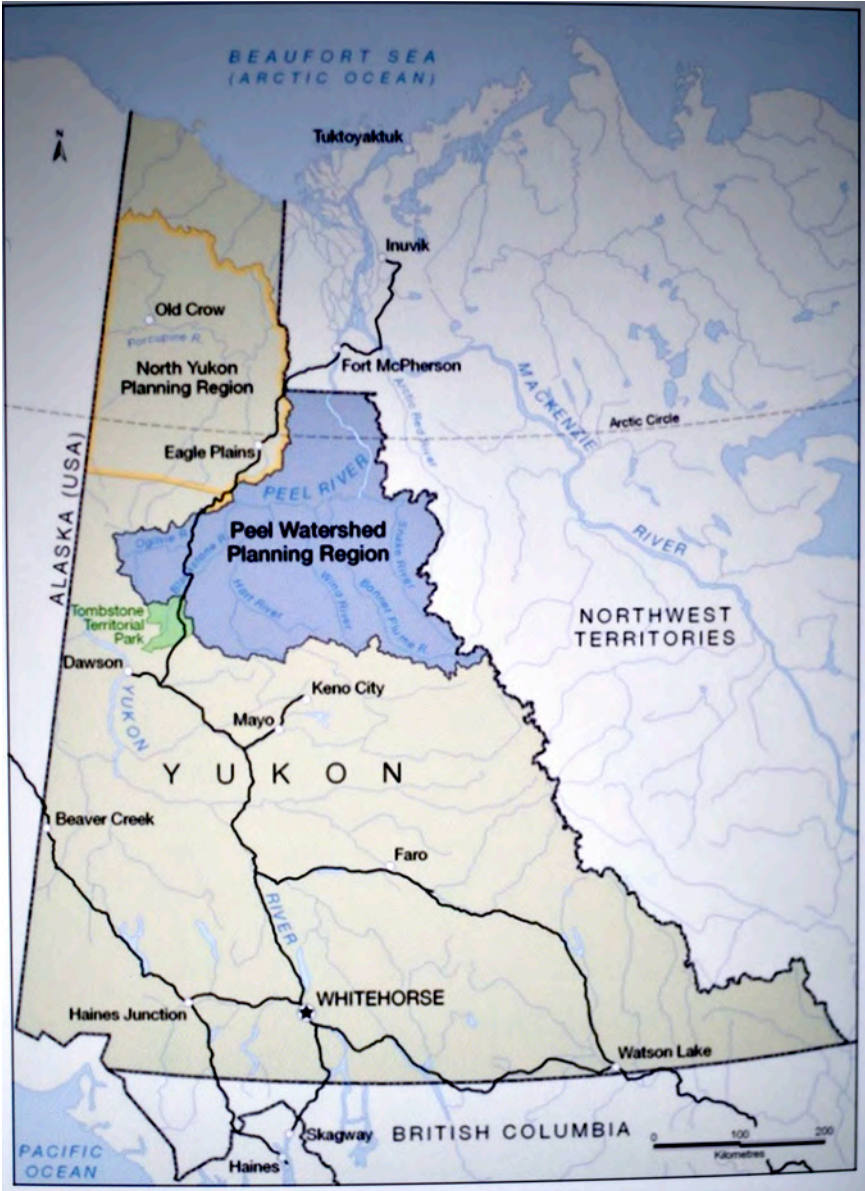 BEAUFORT SEA
(ARCTIC OCEAN)
N
Tuktoyaktuk
Inuvik
Old Crow
Porcupine R.
North Yukon
Planning Region
Fort McPherson
MACKENZIE
RIVER
Arctic Red River
Arctic Circle
Eagle Plains
ALASKA (USA)
PEEL RIVER
Peel Watershed
Planning Region
Ogilvie R.
Blackstone R.
Hart River
Wind River
Bonnet Plume R.
Snake River
NORTHWEST
TERRITORIES
Tombstone
Territorial
Park
Dawson
YUKON
RIVER
Keno City
Mayo
YUKON
Beaver Creek
Faro
WHITEHORSE
Haines Junction
Watson Lake
Skagway
BRITISH COLUMBIA
Haines
PACIFIC
OCEAN
0 100 200
Kilometres